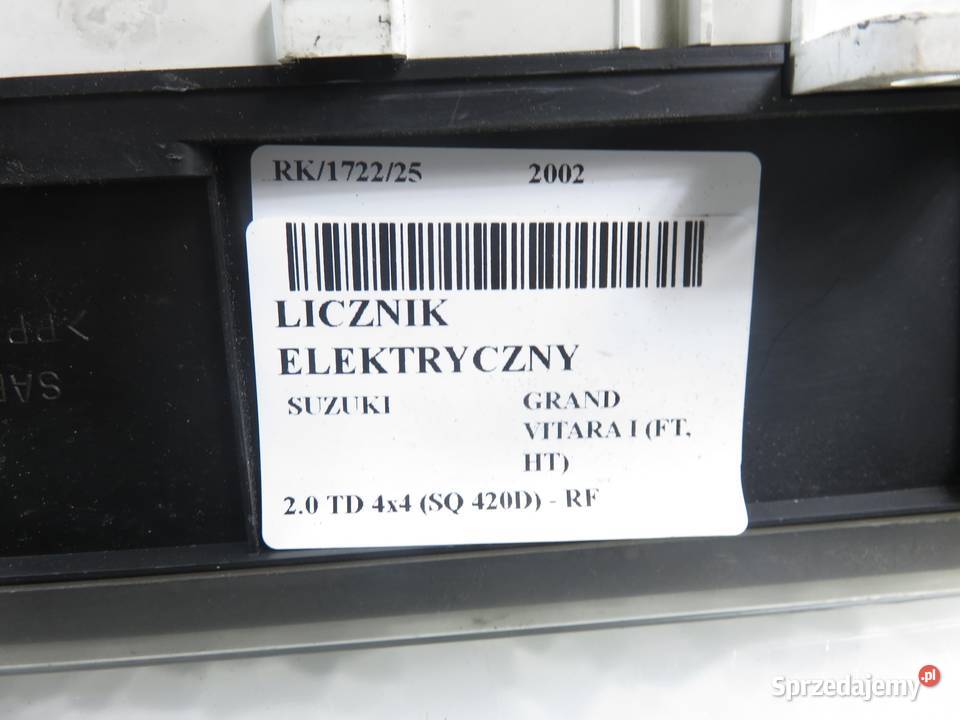 RK/1722/25 2002
LICZNIK
ELEKTRYCZNY
SUZUKI GRAND
VITARA I (FT,
HT)
2.0 TD 4x4 (SQ 420D) - RF
>PP
Sprzedajemy.pl